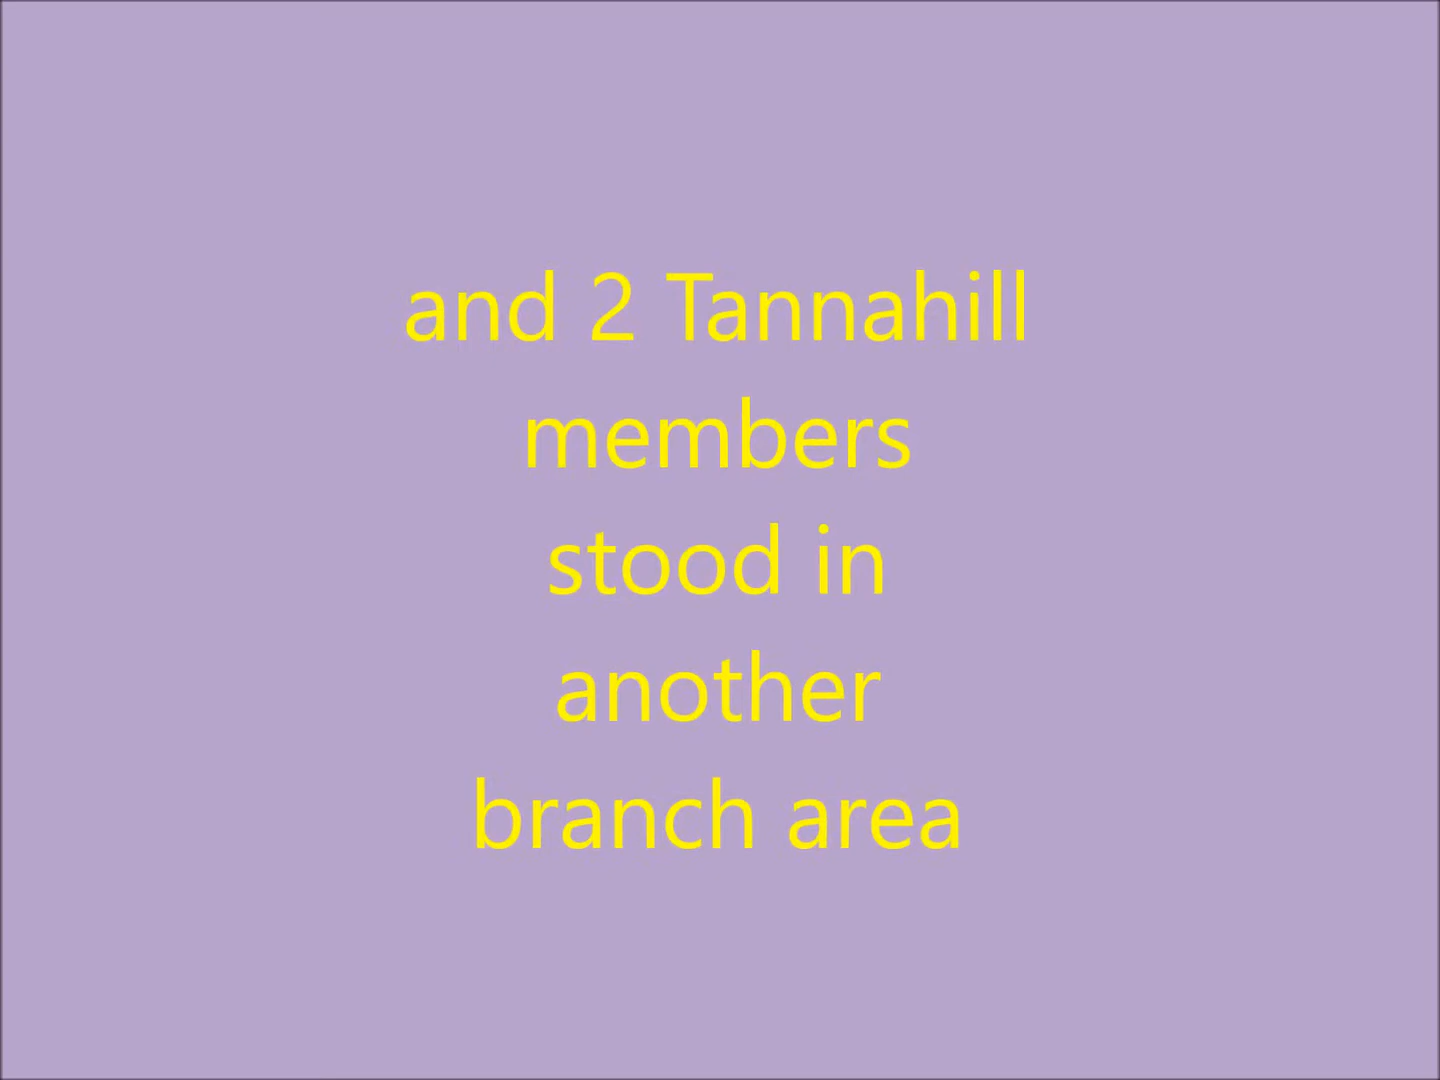 and 2 Tannahill
members
stood in
another
branch area